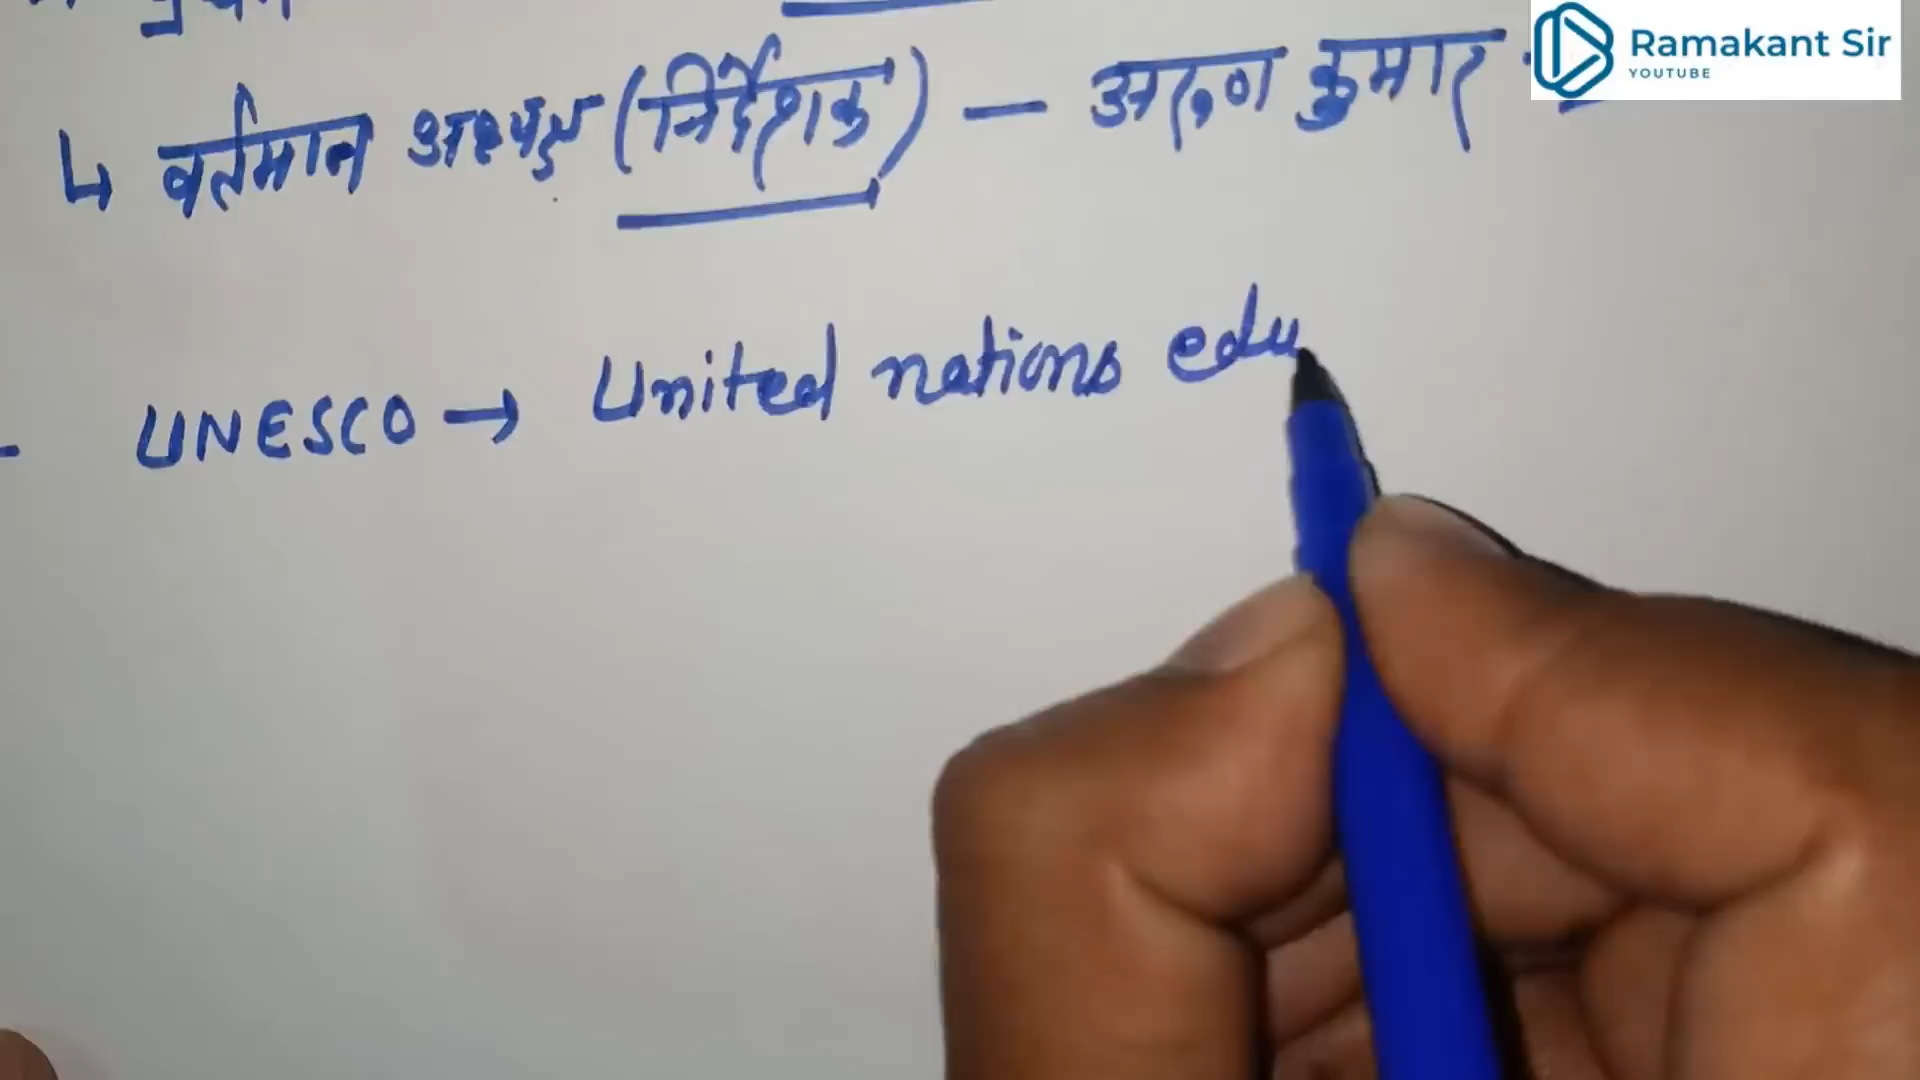 Ramakant Sir
YOUTUBE
↳ वर्तमान अध्यक्ष (निर्देशक) — अरुण कुमार
UNESCO → United nations edu